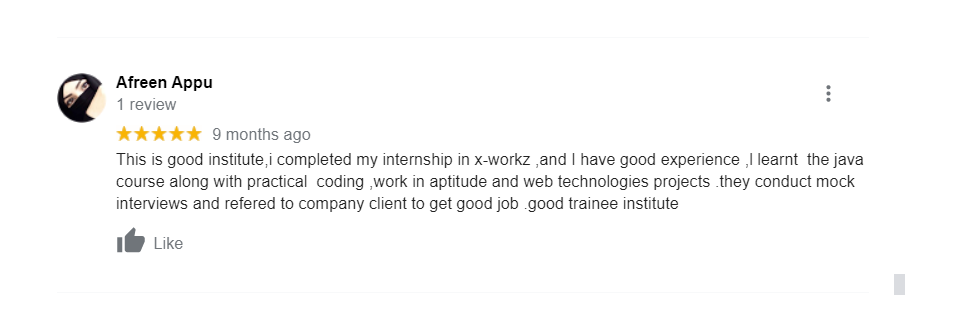 Afreen Appu
1 review
9 months ago
This is good institute,i completed my internship in x-workz ,and I have good experience ,I learnt  the java
course along with practical  coding ,work in aptitude and web technologies projects .they conduct mock
interviews and refered to company client to get good job .good trainee institute
Like